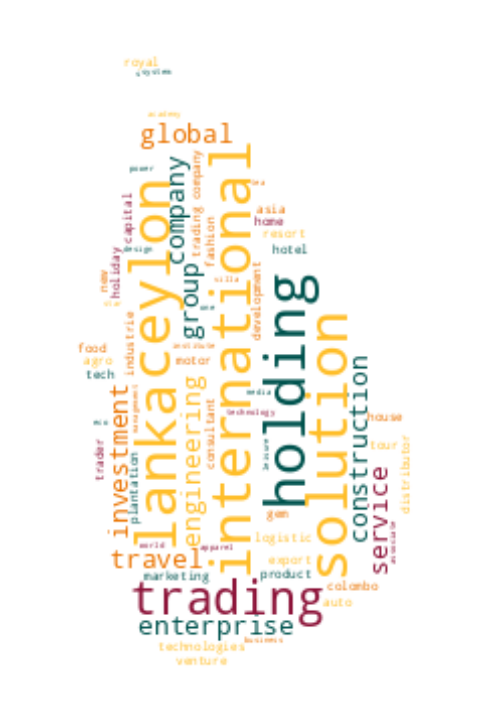 royal
system
academy
global
power
company
trading company
international
tea
ceylon
capital
asia
home
fashion
resort
design
hotel
holiday
group
development
new
villa
holding
one
solution
industrie
food
institute
agro
motor
tech
lanka
engineering
construction
investment
management
media
consultant
technology
house
trader
plantation
leisure
tour
distributor
service
associate
gem
logistic
world
apparel
travel
export
marketing
product
trading
colombo
auto
enterprise
business
technologies
venture